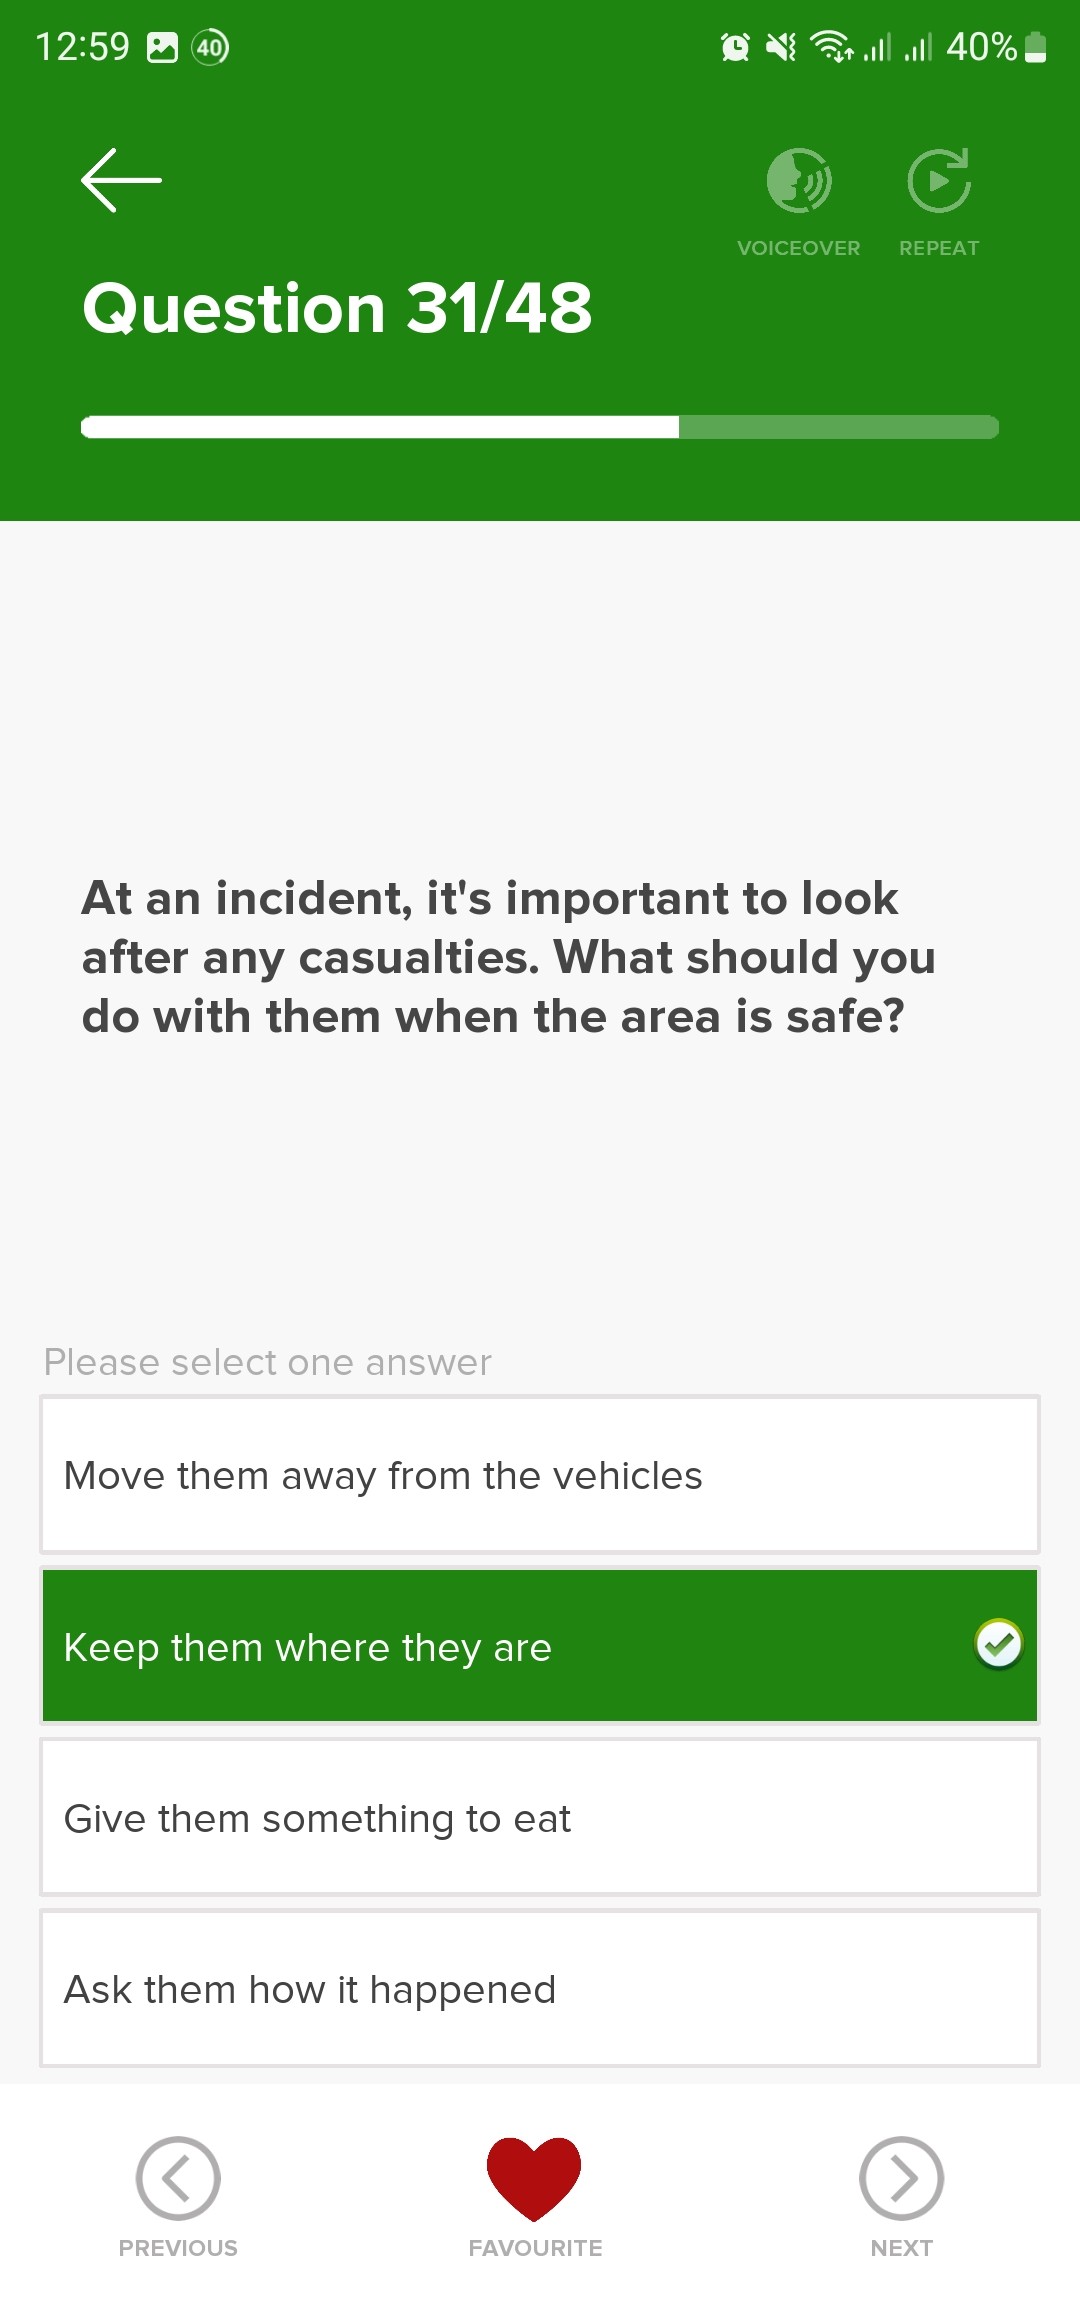 12:59 40 40%
VOICEOVER REPEAT
Question 31/48
At an incident, it's important to look
after any casualties. What should you
do with them when the area is safe?
Please select one answer
Move them away from the vehicles
Keep them where they are
Give them something to eat
Ask them how it happened
PREVIOUS FAVOURITE NEXT